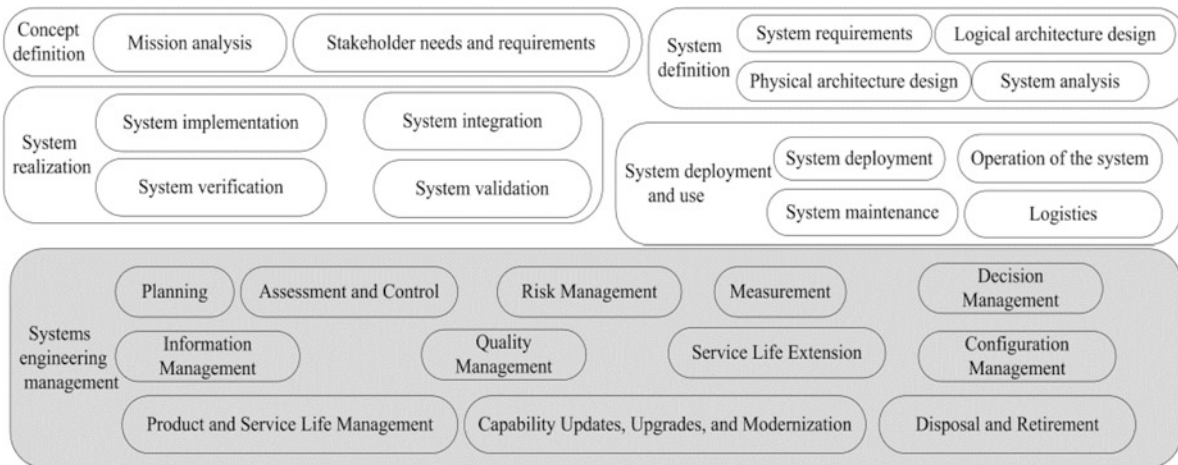 Concept
definition
Mission analysis
Stakeholder needs and requirements
System
definition
System requirements
Logical architecture design
Physical architecture design
System analysis
System
realization
System implementation
System integration
System verification
System validation
System deployment
and use
System deployment
Operation of the system
System maintenance
Logisties
Systems
engineering
management
Planning
Assessment and Control
Risk Management
Measurement
Decision
Management
Information
Management
Quality
Management
Service Life Extension
Configuration
Management
Product and Service Life Management
Capability Updates, Upgrades, and Modernization
Disposal and Retirement